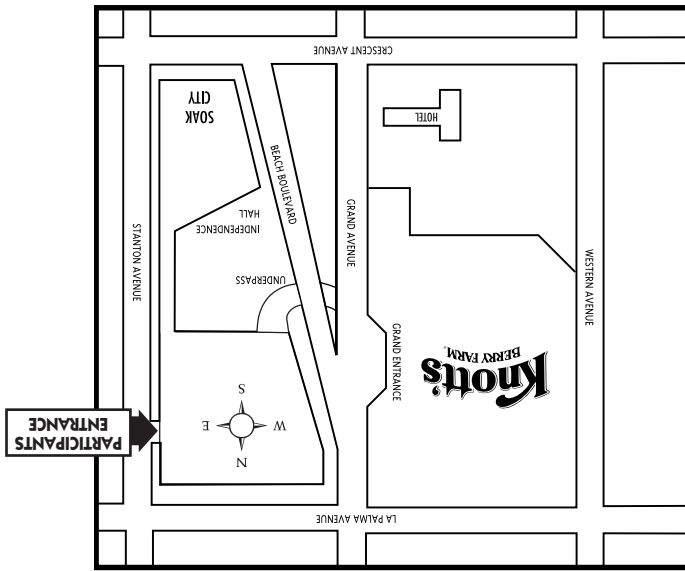 LA PALMA AVENUE
N
W
E
S
PARTICIPANTS
ENTRANCE
Knott's
BERRY FARM®
GRAND ENTRANCE
UNDERPASS
WESTERN AVENUE
GRAND AVENUE
STANTON AVENUE
INDEPENDENCE
HALL
BEACH BOULEVARD
HOTEL
SOAK
CITY
CRESCENT AVENUE